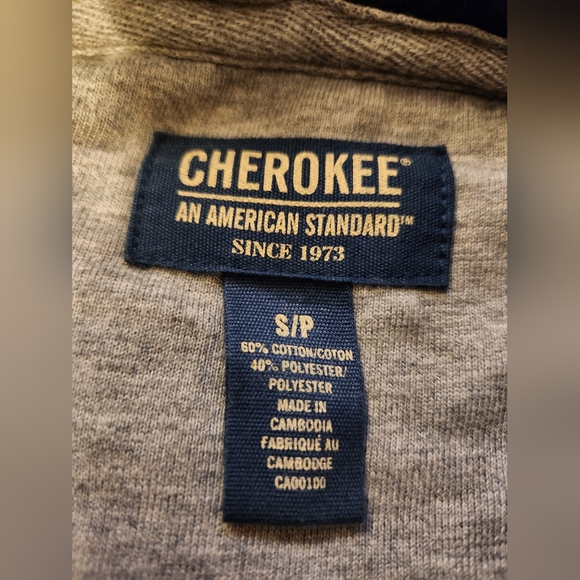 CHEROKEE®
AN AMERICAN STANDARD™
SINCE 1973
S/P
60% COTTON/COTON
40% POLYESTER/
POLYESTER
MADE IN
CAMBODIA
FABRIQUÉ AU
CAMBODGE
CA00100